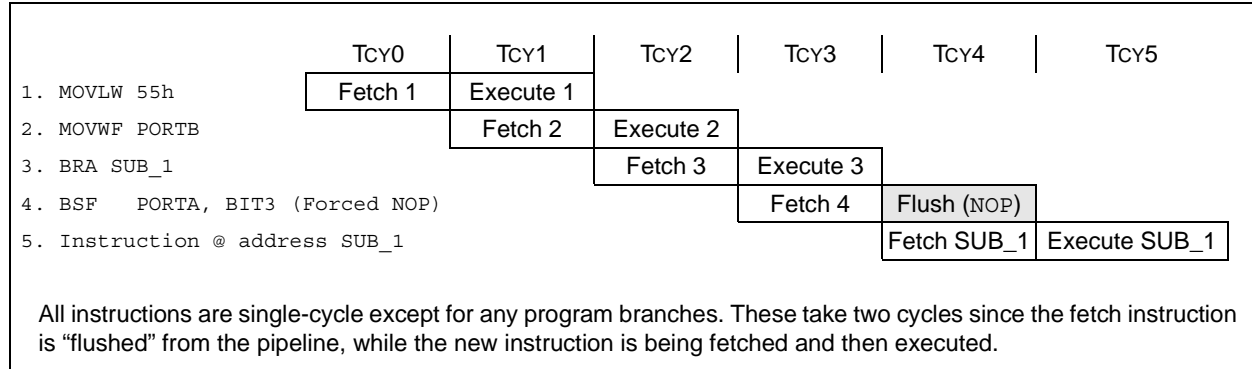 TCY0 TCY1 TCY2 TCY3 TCY4 TCY5
1. MOVLW 55h Fetch 1 Execute 1
2. MOVWF PORTB Fetch 2 Execute 2
3. BRA SUB_1 Fetch 3 Execute 3
4. BSF PORTA, BIT3 (Forced NOP) Fetch 4 Flush (NOP)
5. Instruction @ address SUB_1 Fetch SUB_1 Execute SUB_1
All instructions are single-cycle except for any program branches. These take two cycles since the fetch instruction
is “flushed” from the pipeline, while the new instruction is being fetched and then executed.